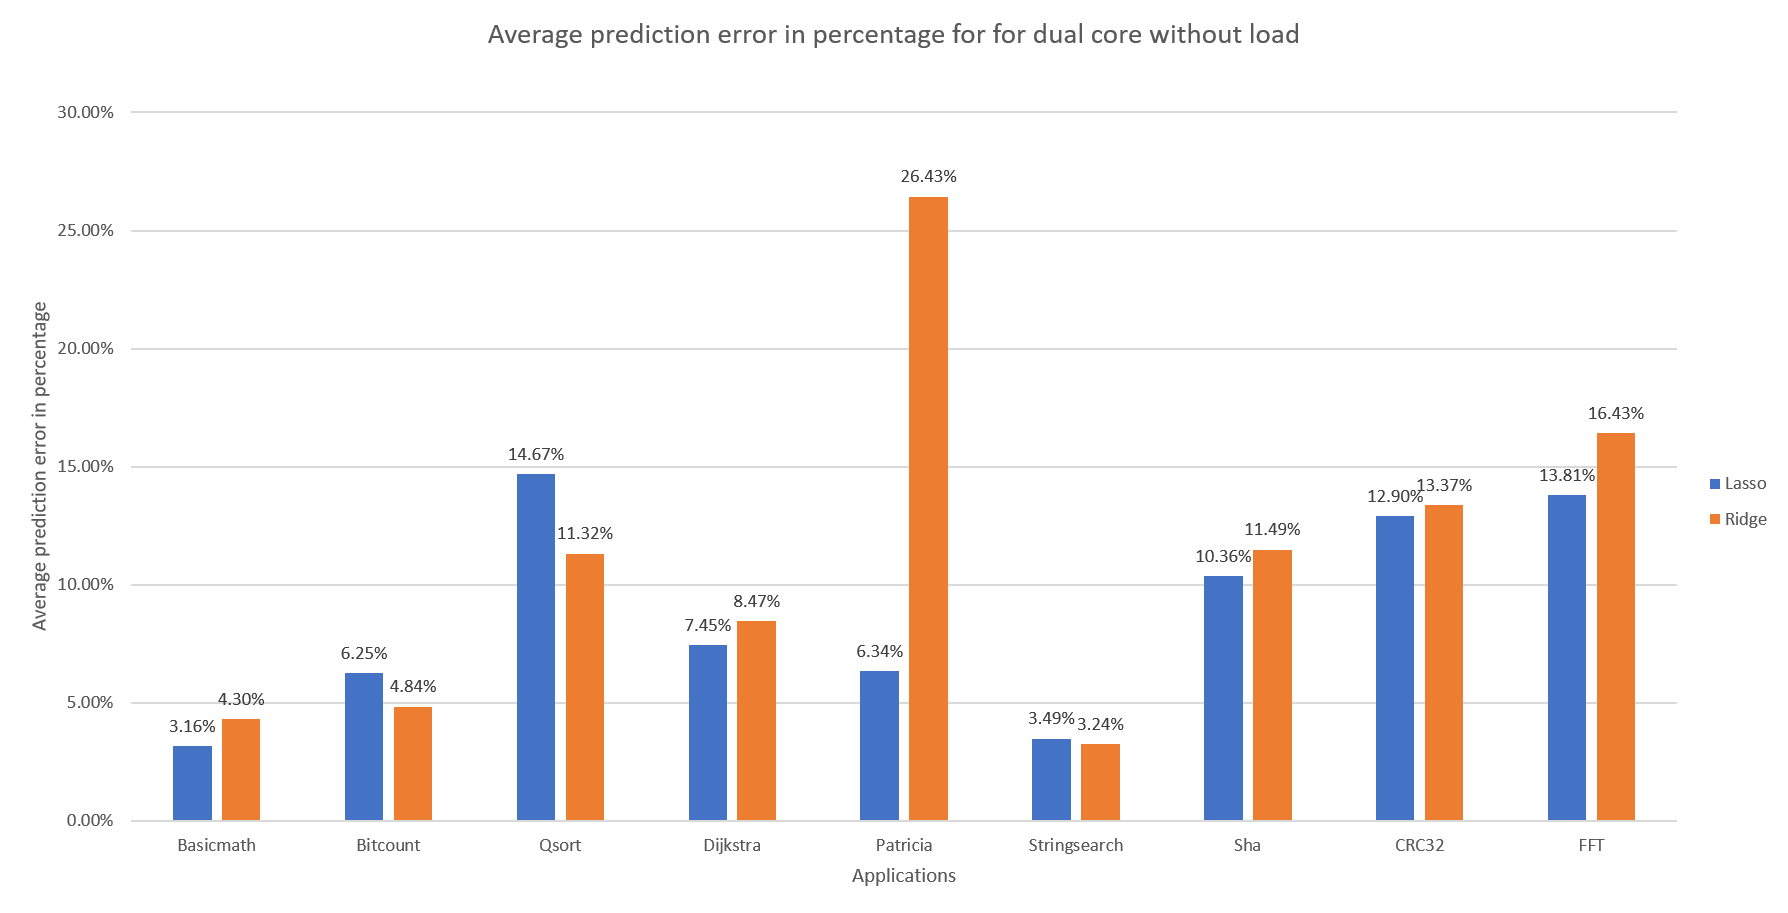 Average prediction error in percentage for for dual core without load
Average prediction error in percentage
30.00%
25.00%
20.00%
15.00%
10.00%
5.00%
0.00%
3.16%
4.30%
6.25%
4.84%
14.67%
11.32%
7.45%
8.47%
6.34%
26.43%
3.49%
3.24%
10.36%
11.49%
12.90%
13.37%
13.81%
16.43%
Basicmath
Bitcount
Qsort
Dijkstra
Patricia
Stringsearch
Sha
CRC32
FFT
Applications
Lasso
Ridge